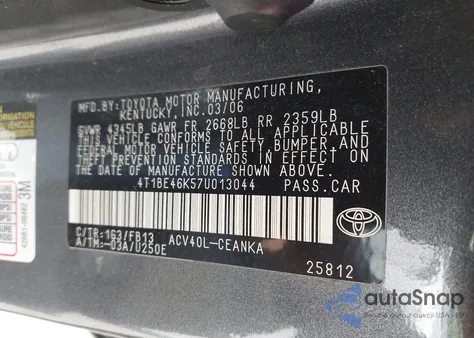 MFD.BY:TOYOTA MOTOR MANUFACTURING,
KENTUCKY, INC. 03/06
GVWR 4345LB GAWR FR 2668LB RR 2359LB
THIS VEHICLE CONFORMS TO ALL APPLICABLE
FEDERAL MOTOR VEHICLE SAFETY, BUMPER, AND
THEFT PREVENTION STANDARDS IN EFFECT ON
THE DATE OF MANUFACTURE SHOWN ABOVE.
4T1BE46K57U013044 PASS.CAR
C/TR: 1G3/FB13 ACV40L-CEANKA
A/TM: -03A/U250E
TOYOTA
25812
3M
autoSnap